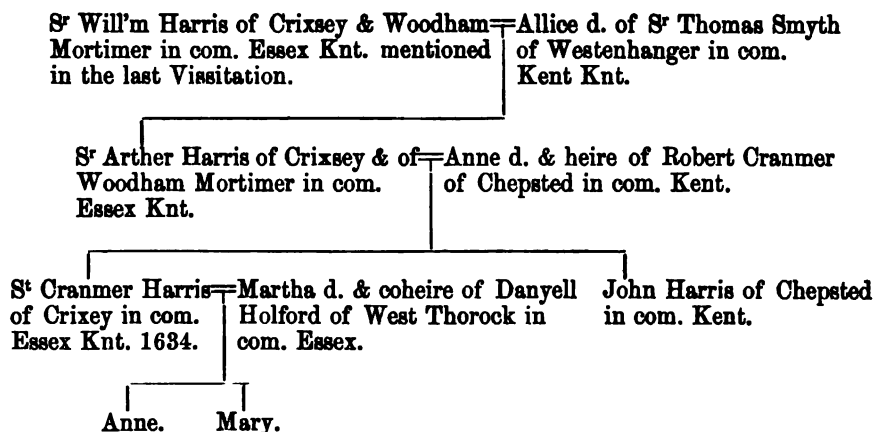 Sʳ Will'm Harris of Crixsey & Woodham
Mortimer in com. Essex Knt. mentioned
in the last Vissitation.
Allice d. of Sʳ Thomas Smyth
of Westenhanger in com.
Kent Knt.
Sʳ Arther Harris of Crixsey & of
Woodham Mortimer in com.
Essex Knt.
Anne d. & heire of Robert Cranmer
of Chepsted in com. Kent.
Sᵗ Cranmer Harris
of Crixey in com.
Essex Knt. 1634.
Martha d. & coheire of Danyell
Holford of West Thorock in
com. Essex.
John Harris of Chepsted
in com. Kent.
Anne.
Mary.